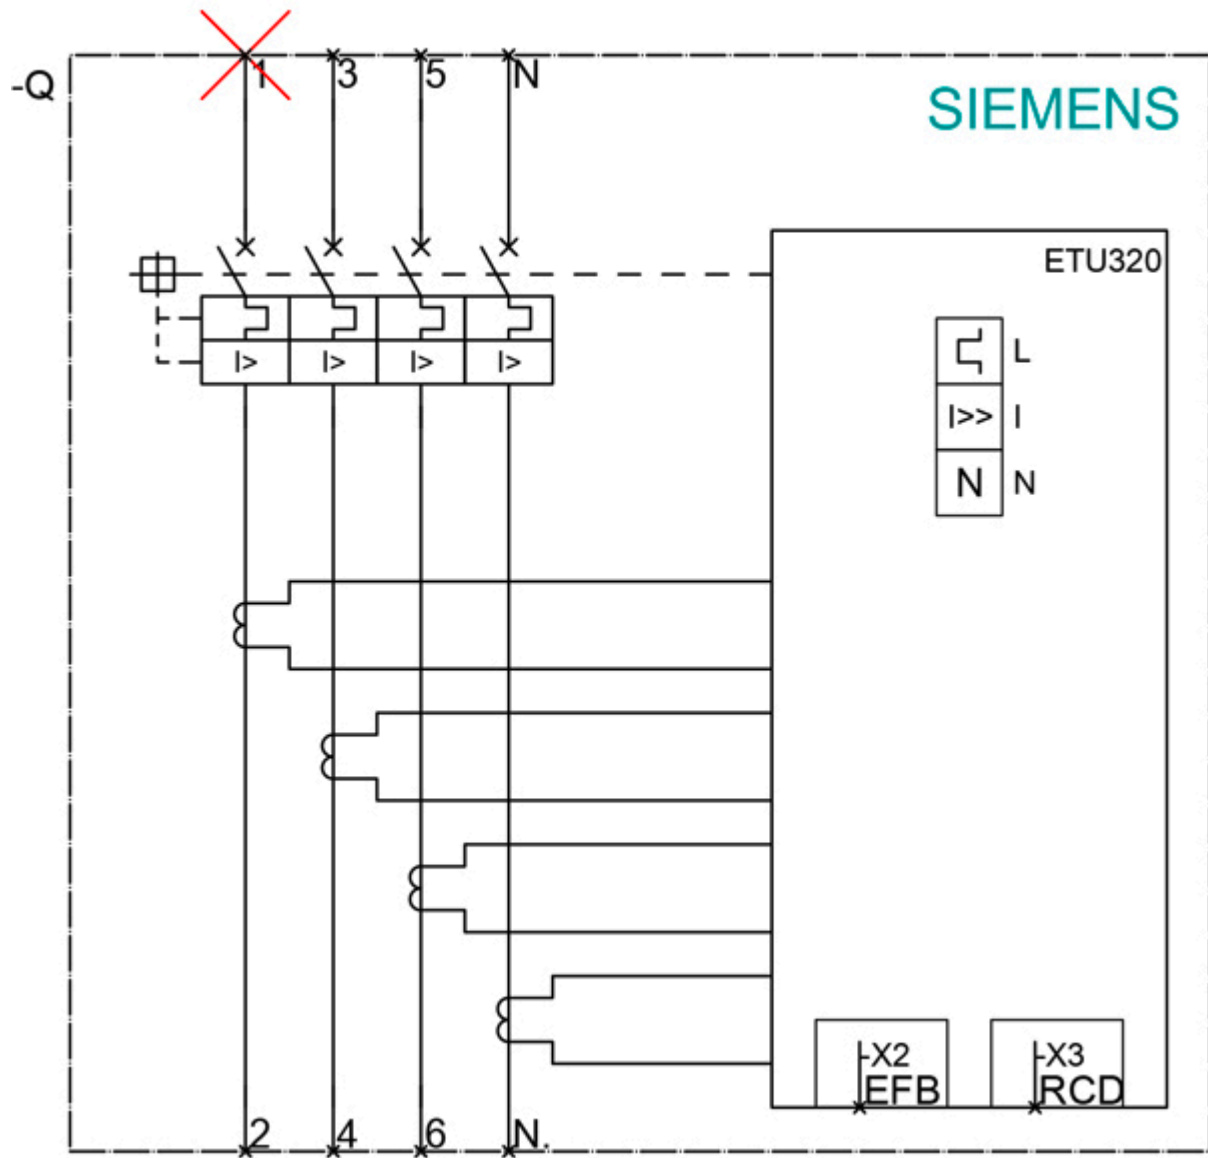 1 3 5 N
-Q
SIEMENS
ETU320
I> I> I> I>
L
I>> I
N N
-X2 -X3
EFB RCD
2 4 6 N.